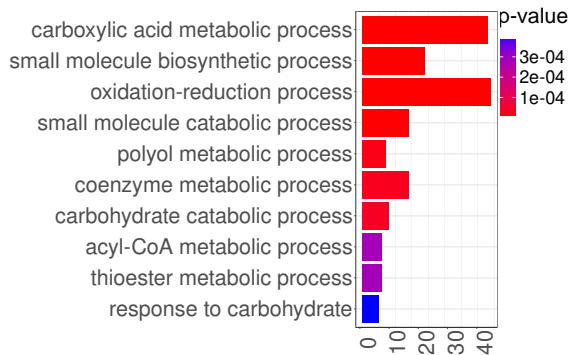 p-value
carboxylic acid metabolic process
small molecule biosynthetic process
oxidation-reduction process
small molecule catabolic process
polyol metabolic process
coenzyme metabolic process
carbohydrate catabolic process
acyl-CoA metabolic process
thioester metabolic process
response to carbohydrate
3e-04
2e-04
1e-04
0 10 20 30 40